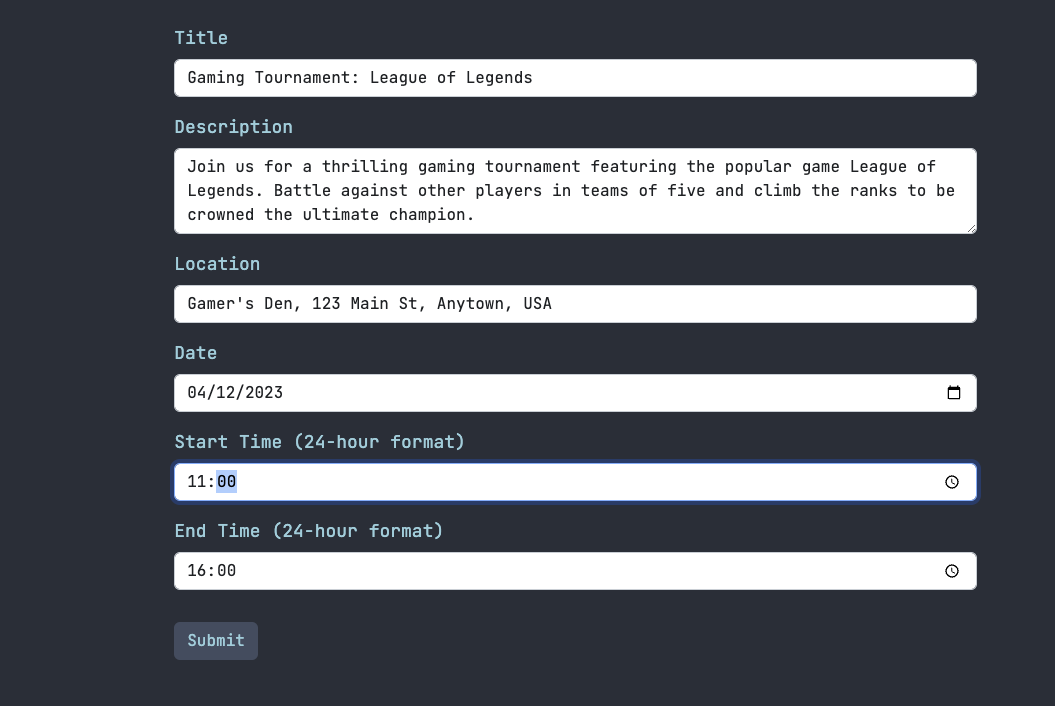 Title
Gaming Tournament: League of Legends
Description
Join us for a thrilling gaming tournament featuring the popular game League of
Legends. Battle against other players in teams of five and climb the ranks to be
crowned the ultimate champion.
Location
Gamer's Den, 123 Main St, Anytown, USA
Date
04/12/2023
Start Time (24-hour format)
11:00
End Time (24-hour format)
16:00
Submit